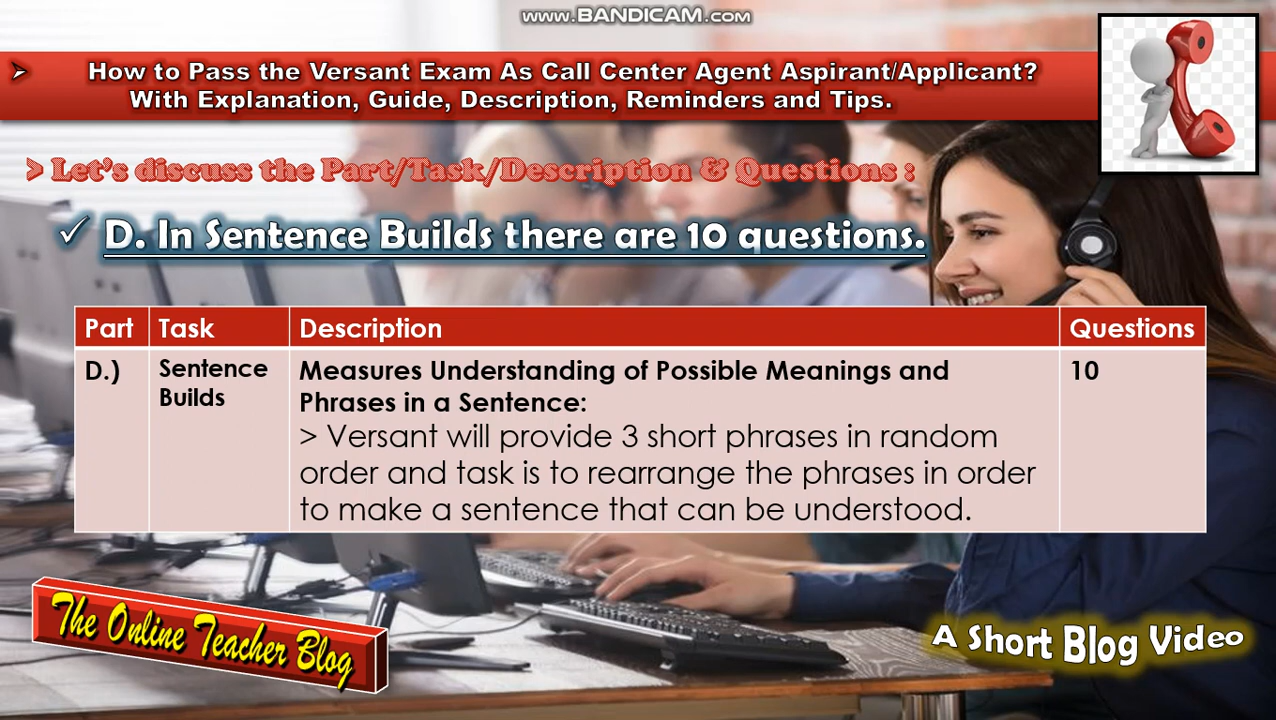 www.BANDICAM.com
➢ How to Pass the Versant Exam As Call Center Agent Aspirant/Applicant?
With Explanation, Guide, Description, Reminders and Tips.
> Let's discuss the Part/Task/Description & Questions :
✓ D. In Sentence Builds there are 10 questions.
Part Task Description Questions
D.) Sentence Builds Measures Understanding of Possible Meanings and 10
Phrases in a Sentence:
> Versant will provide 3 short phrases in random
order and task is to rearrange the phrases in order
to make a sentence that can be understood.
The Online Teacher Blog
A Short Blog Video